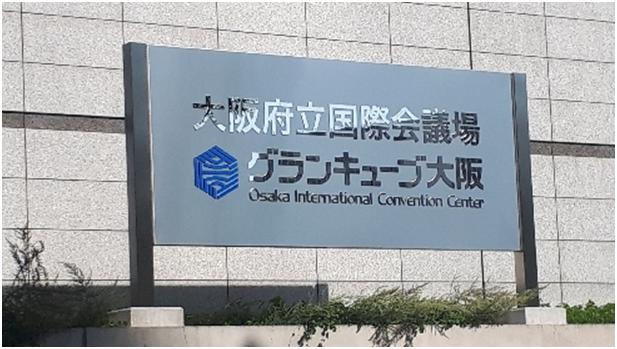 大阪府立国際会議場
グランキューブ大阪
Osaka International Convention Center